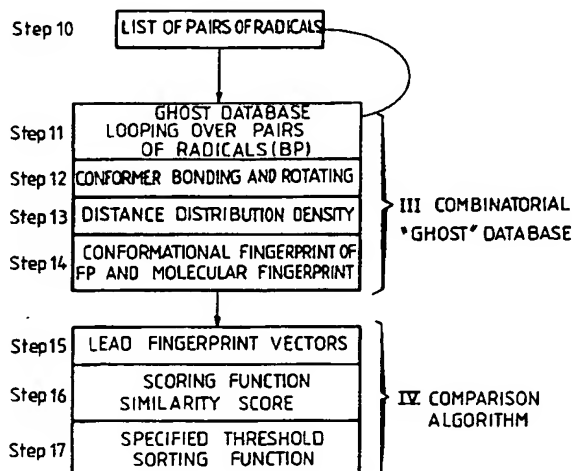 Step 10 LIST OF PAIRS OF RADICALS
Step 11 GHOST DATABASE
LOOPING OVER PAIRS
OF RADICALS (BP)
Step 12 CONFORMER BONDING AND ROTATING
Step 13 DISTANCE DISTRIBUTION DENSITY
Step 14 CONFORMATIONAL FINGERPRINT OF
FP AND MOLECULAR FINGERPRINT
III COMBINATORIAL
"GHOST" DATABASE
Step 15 LEAD FINGERPRINT VECTORS
Step 16 SCORING FUNCTION
SIMILARITY SCORE
Step 17 SPECIFIED THRESHOLD
SORTING FUNCTION
IV COMPARISON
ALGORITHM